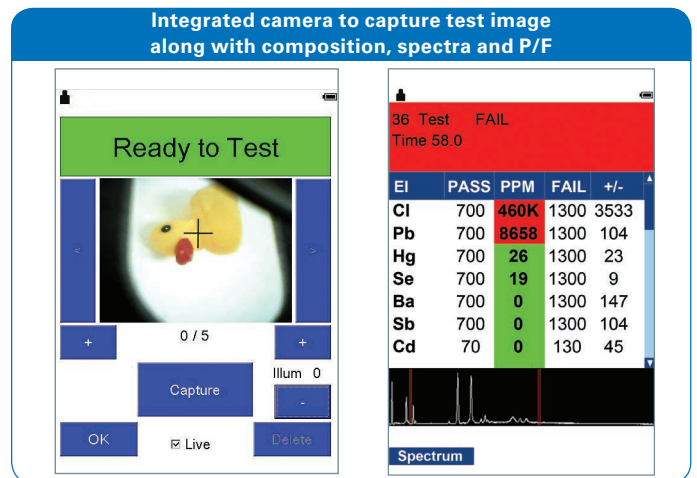 Integrated camera to capture test image
along with composition, spectra and P/F
Ready to Test
< >
+ 0 / 5 +
Capture
Illum 0
-
OK Live Delete
36 Test FAIL
Time 58.0
El PASS PPM FAIL +/-
Cl 700 460K 1300 3533
Pb 700 8658 1300 104
Hg 700 26 1300 23
Se 700 19 1300 9
Ba 700 0 1300 147
Sb 700 0 1300 104
Cd 70 0 130 45
Spectrum